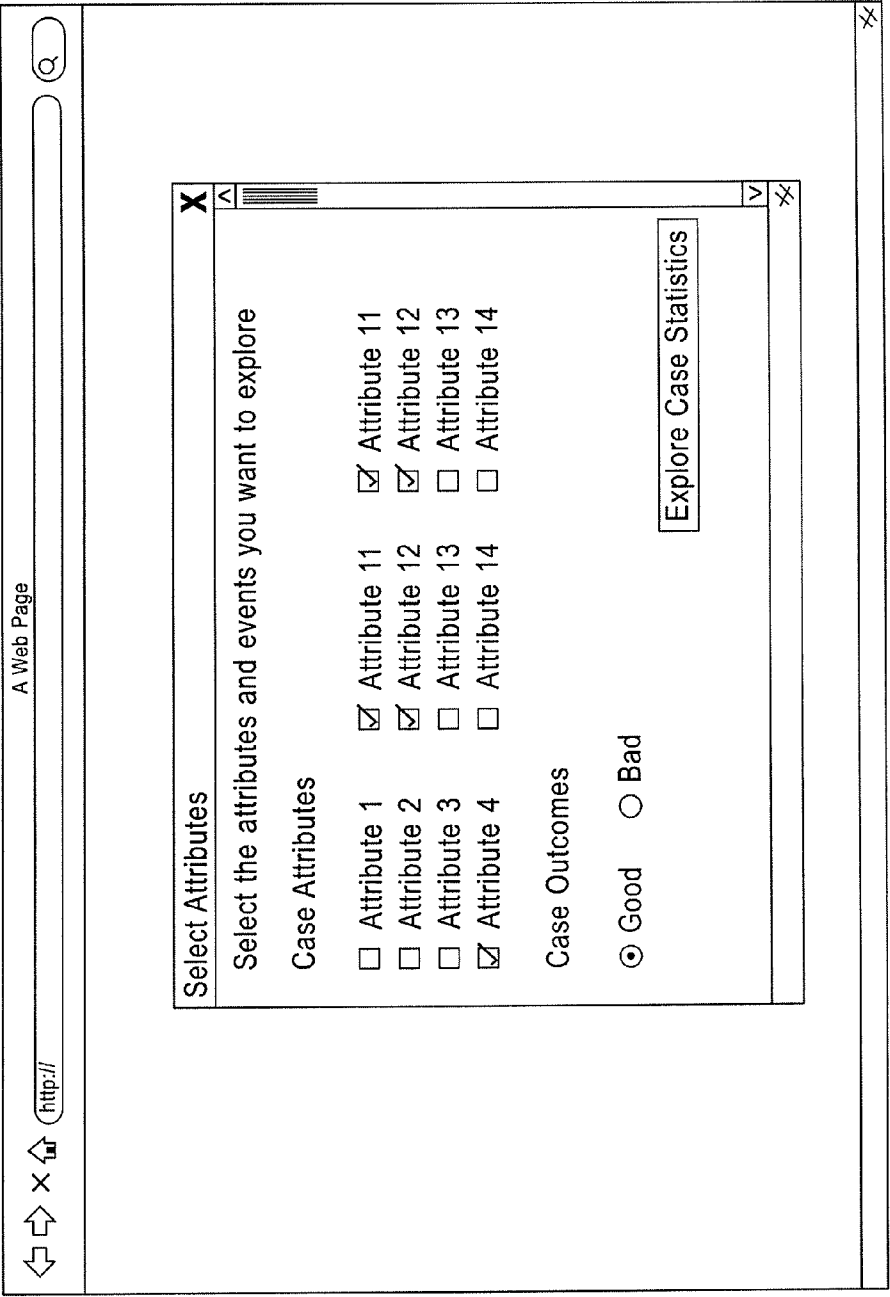 A Web Page
http://
Select Attributes
X
Select the attributes and events you want to explore
Case Attributes
Attribute 1 Attribute 11 Attribute 11
Attribute 2 Attribute 12 Attribute 12
Attribute 3 Attribute 13 Attribute 13
Attribute 4 Attribute 14 Attribute 14
Case Outcomes
Good Bad
Explore Case Statistics